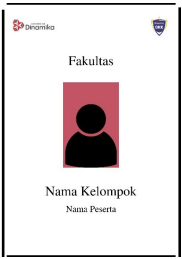 Dinamika
Fakultas
Nama Kelompok
Nama Peserta